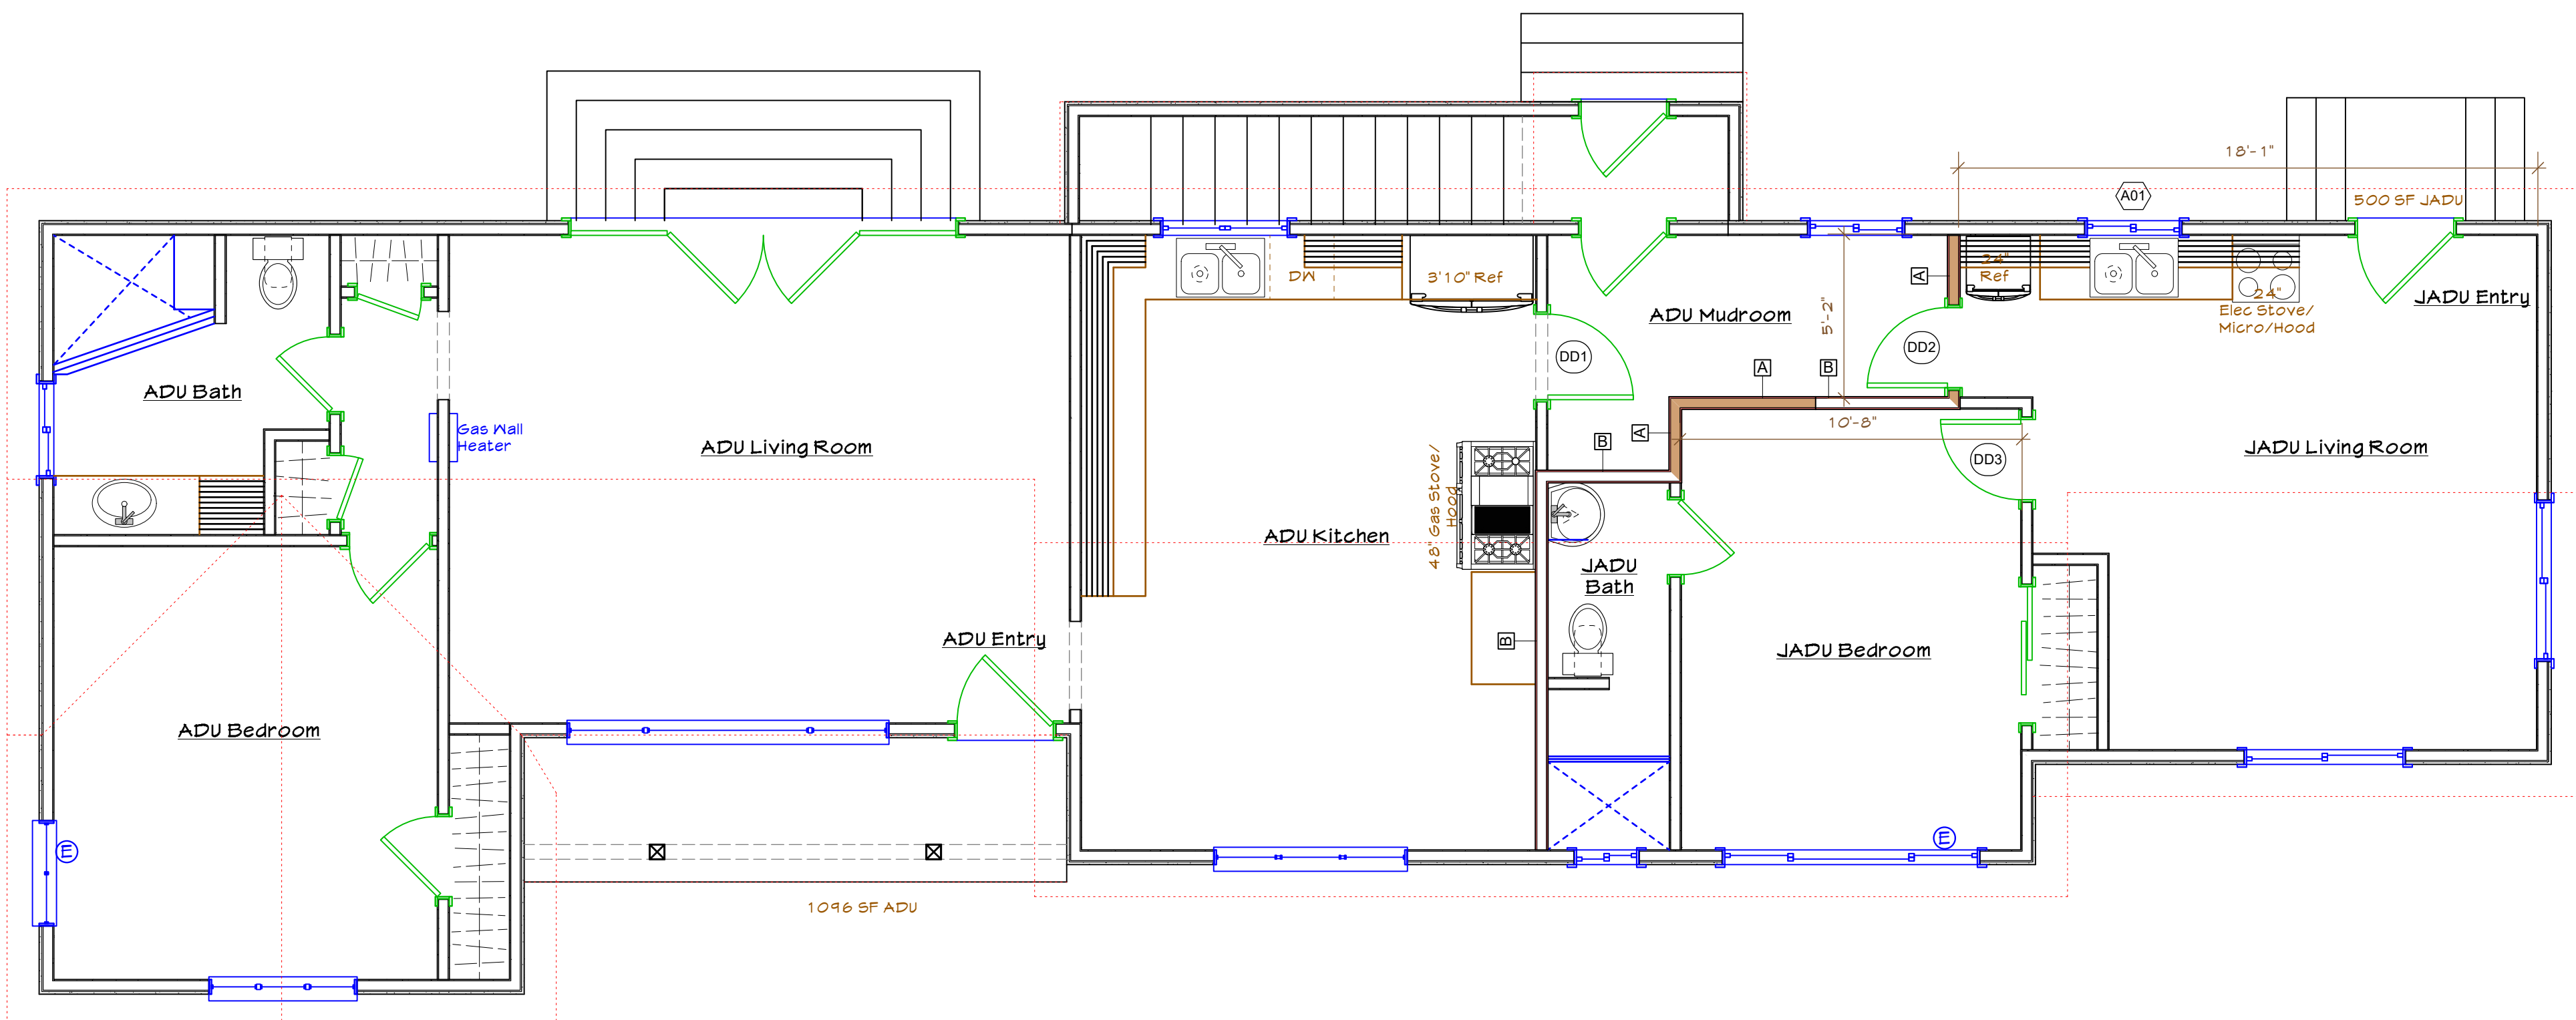 18'-1"
A01
500 SF JADU
DW
3'10" Ref
A
24"
Ref
24"
Elec Stove/
Micro/Hood
JADU Entry
ADU Mudroom
5'-2"
DD1
DD2
A
B
ADU Bath
Gas Wall
Heater
ADU Living Room
10'-8"
A
B
DD3
JADU Living Room
48" Gas Stove/
Hood
ADU Kitchen
JADU
Bath
ADU Entry
B
JADU Bedroom
ADU Bedroom
E
E
1096 SF ADU